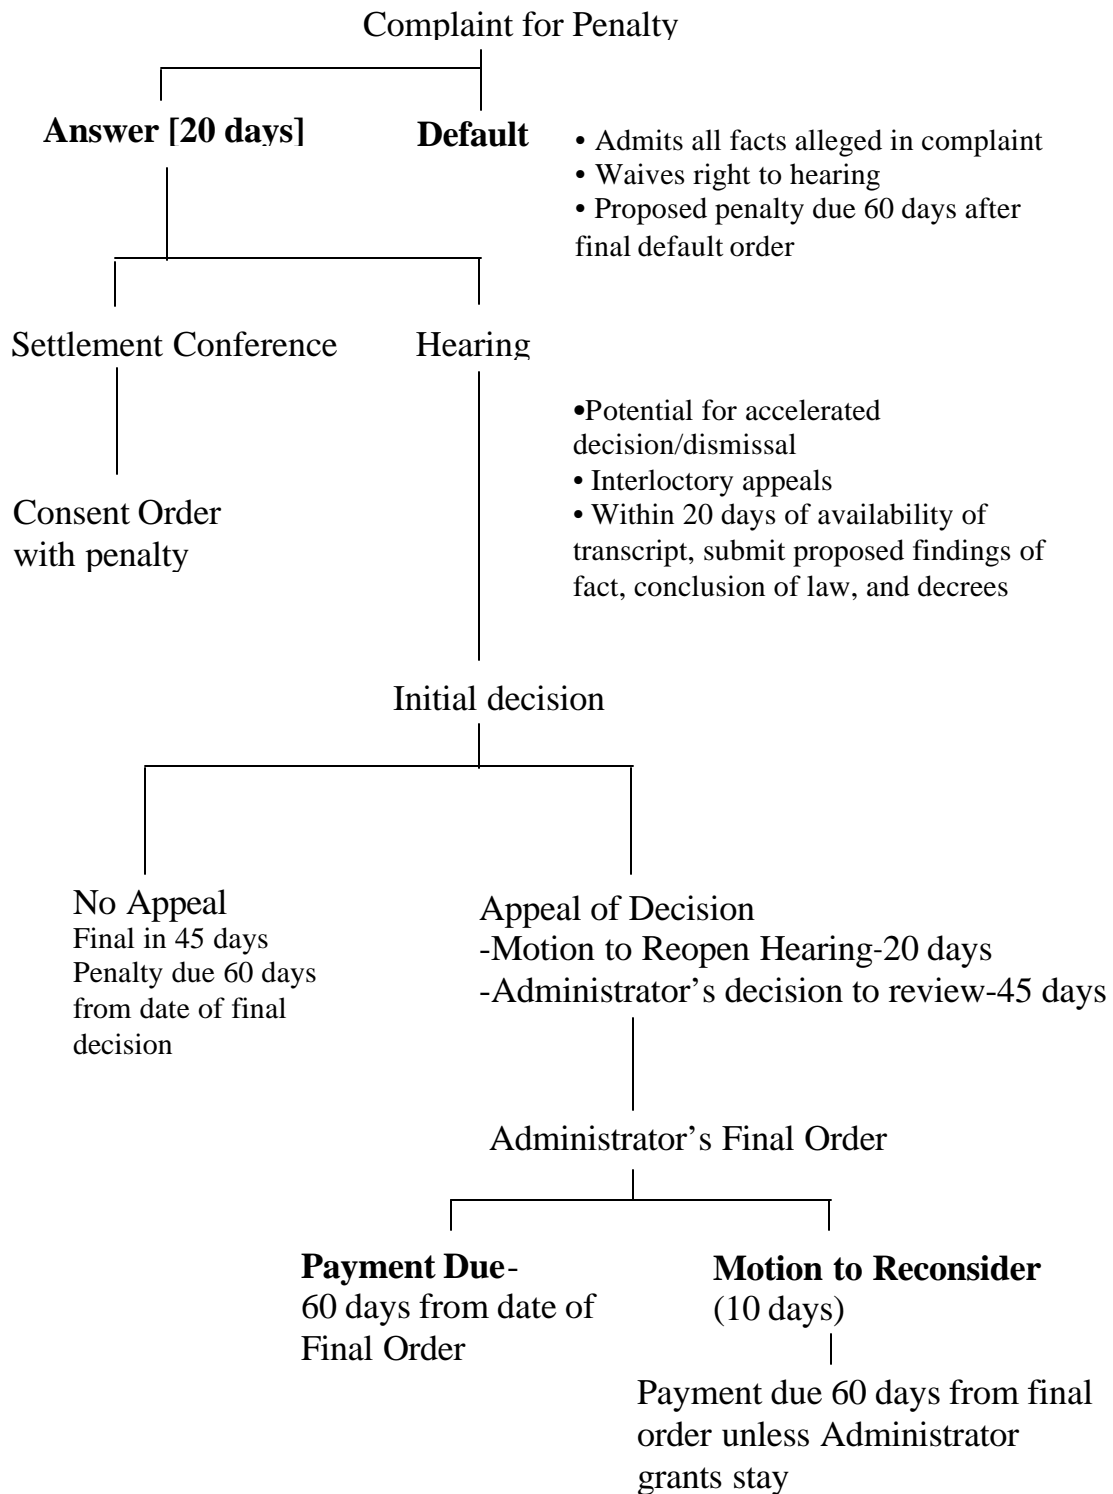 Complaint for Penalty
Answer [20 days]
Default
• Admits all facts alleged in complaint
• Waives right to hearing
• Proposed penalty due 60 days after
final default order
Settlement Conference
Hearing
•Potential for accelerated
decision/dismissal
• Interloctory appeals
• Within 20 days of availability of
transcript, submit proposed findings of
fact, conclusion of law, and decrees
Consent Order
with penalty
Initial decision
No Appeal
Final in 45 days
Penalty due 60 days
from date of final
decision
Appeal of Decision
-Motion to Reopen Hearing-20 days
-Administrator’s decision to review-45 days
Administrator’s Final Order
Payment Due-
60 days from date of
Final Order
Motion to Reconsider
(10 days)
Payment due 60 days from final
order unless Administrator
grants stay